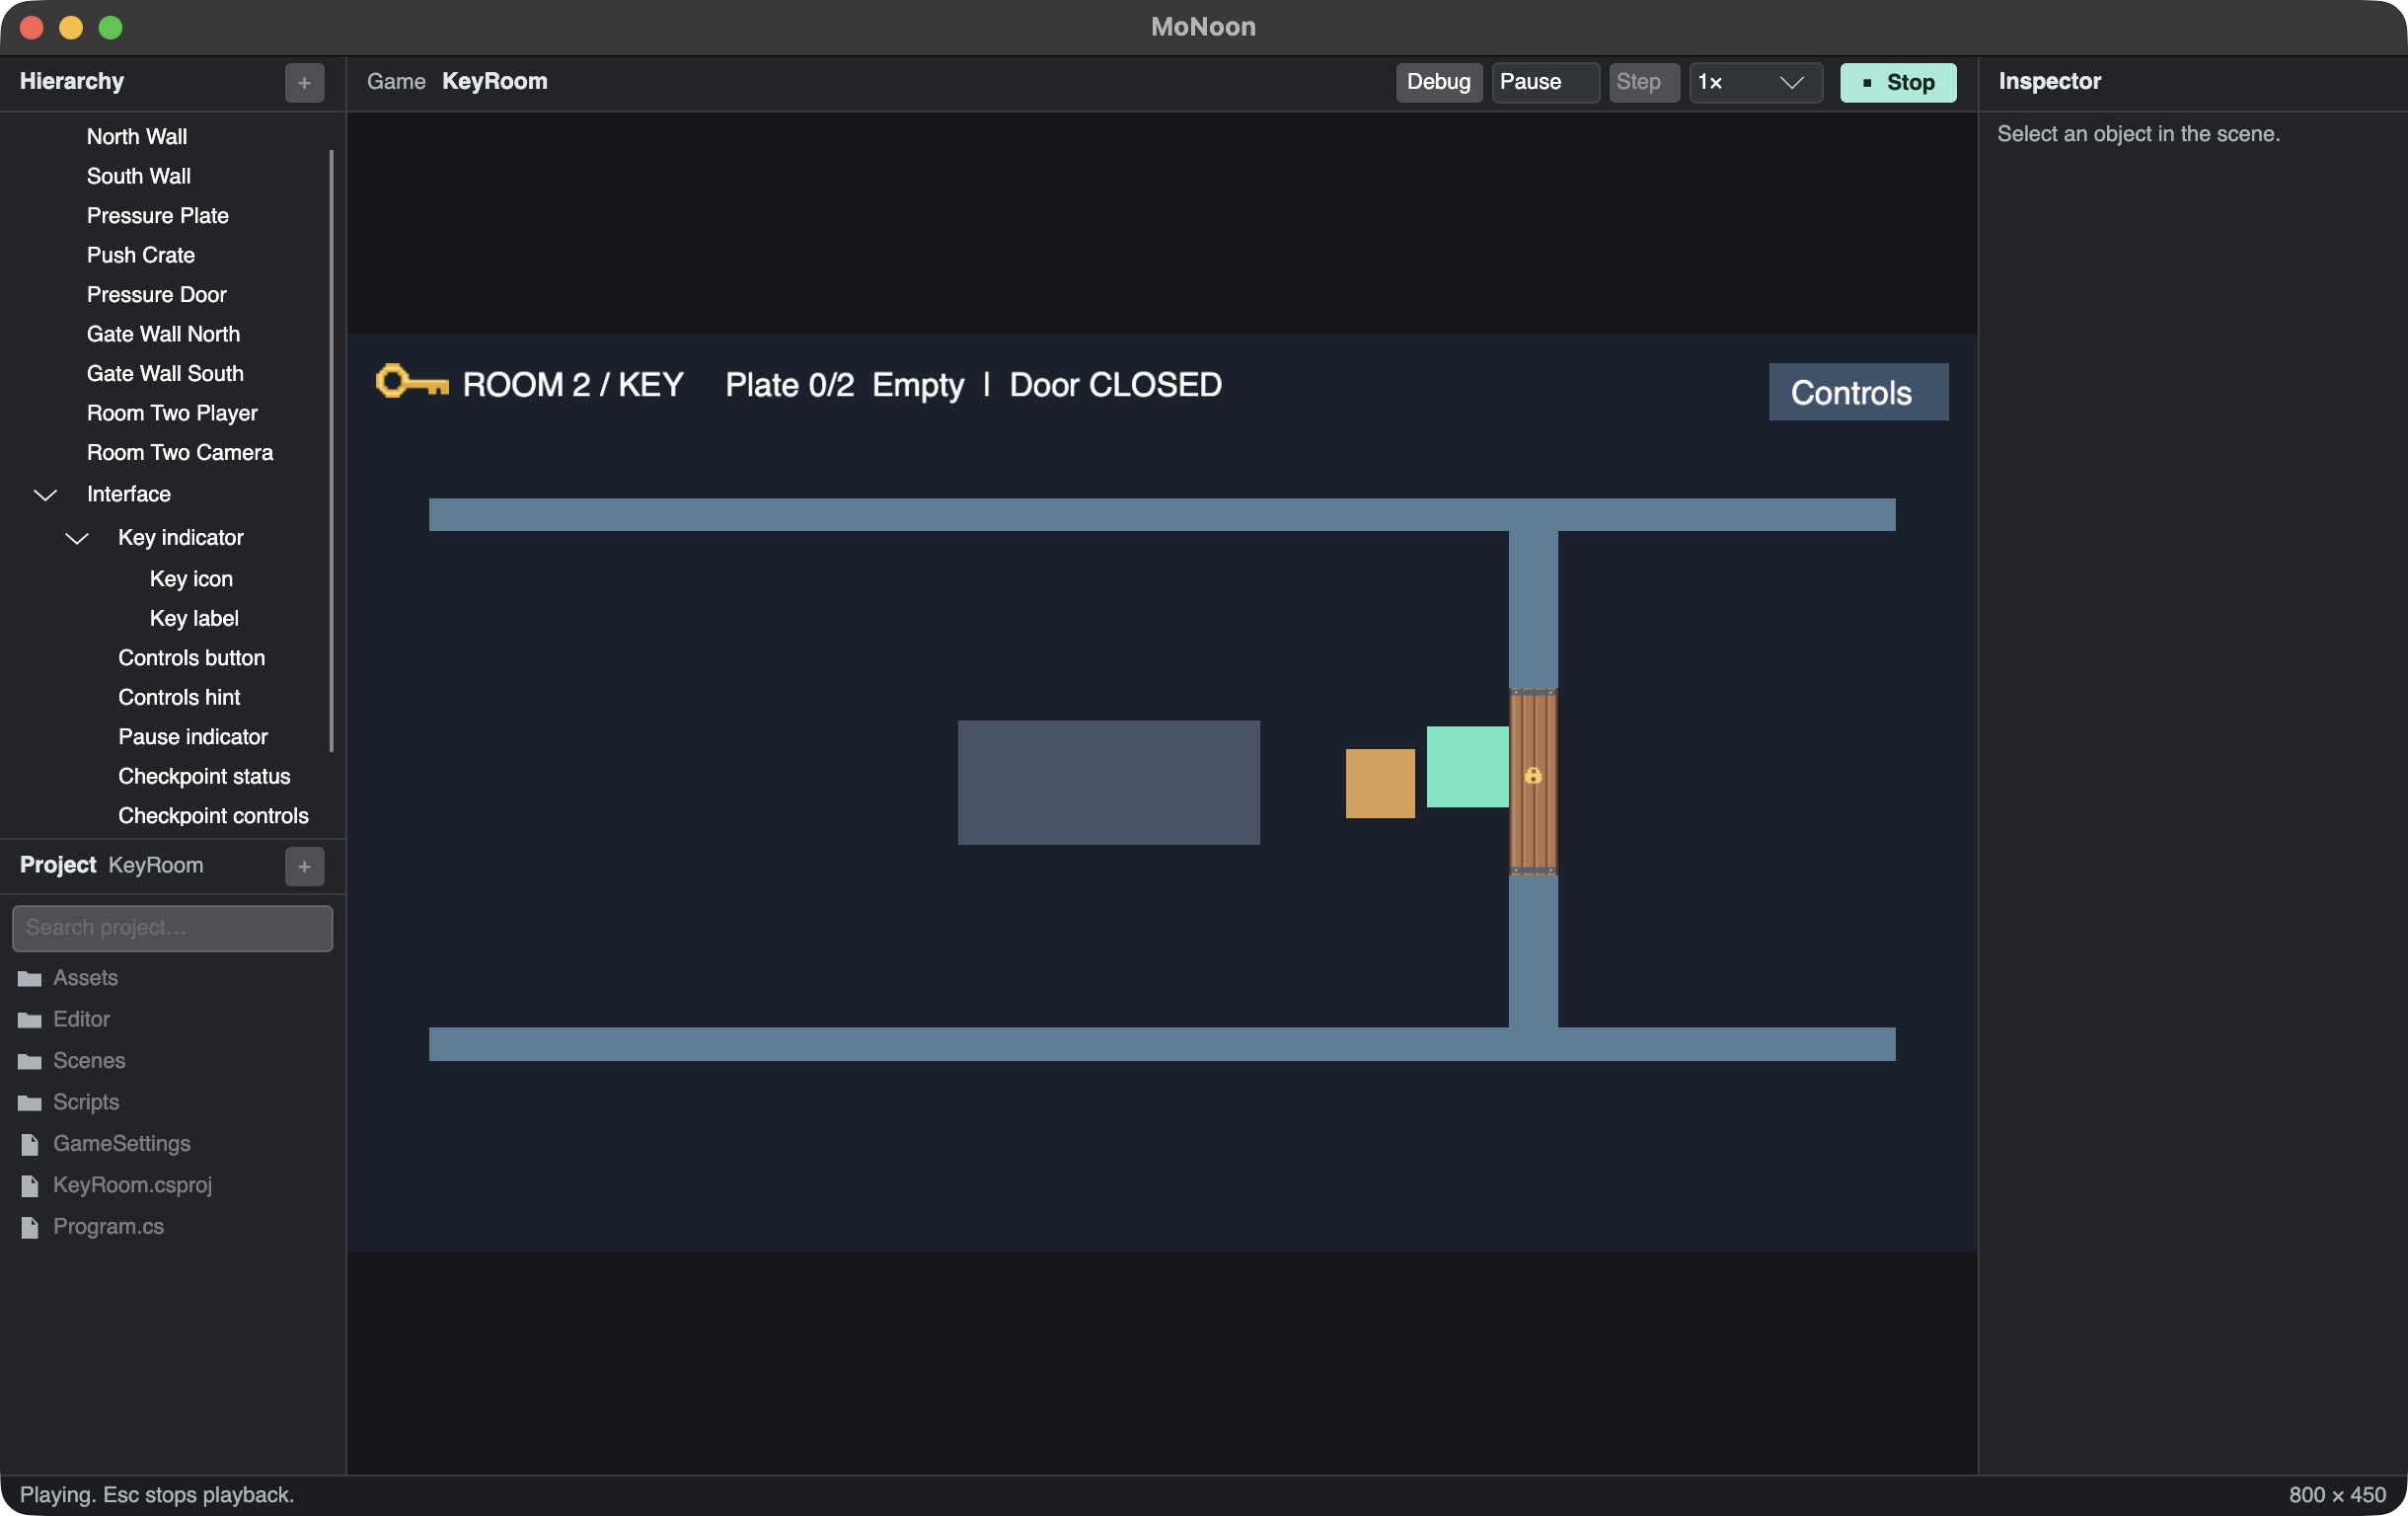 MoNoon
Hierarchy +
Game KeyRoom Debug Pause Step 1× Stop
Inspector
Select an object in the scene.
North Wall
South Wall
Pressure Plate
Push Crate
Pressure Door
Gate Wall North
Gate Wall South
Room Two Player
Room Two Camera
Interface
Key indicator
Key icon
Key label
Controls button
Controls hint
Pause indicator
Checkpoint status
Checkpoint controls
ROOM 2 / KEY Plate 0/2 Empty | Door CLOSED
Controls
Project KeyRoom +
Search project...
Assets
Editor
Scenes
Scripts
GameSettings
KeyRoom.csproj
Program.cs
Playing. Esc stops playback.
800 × 450